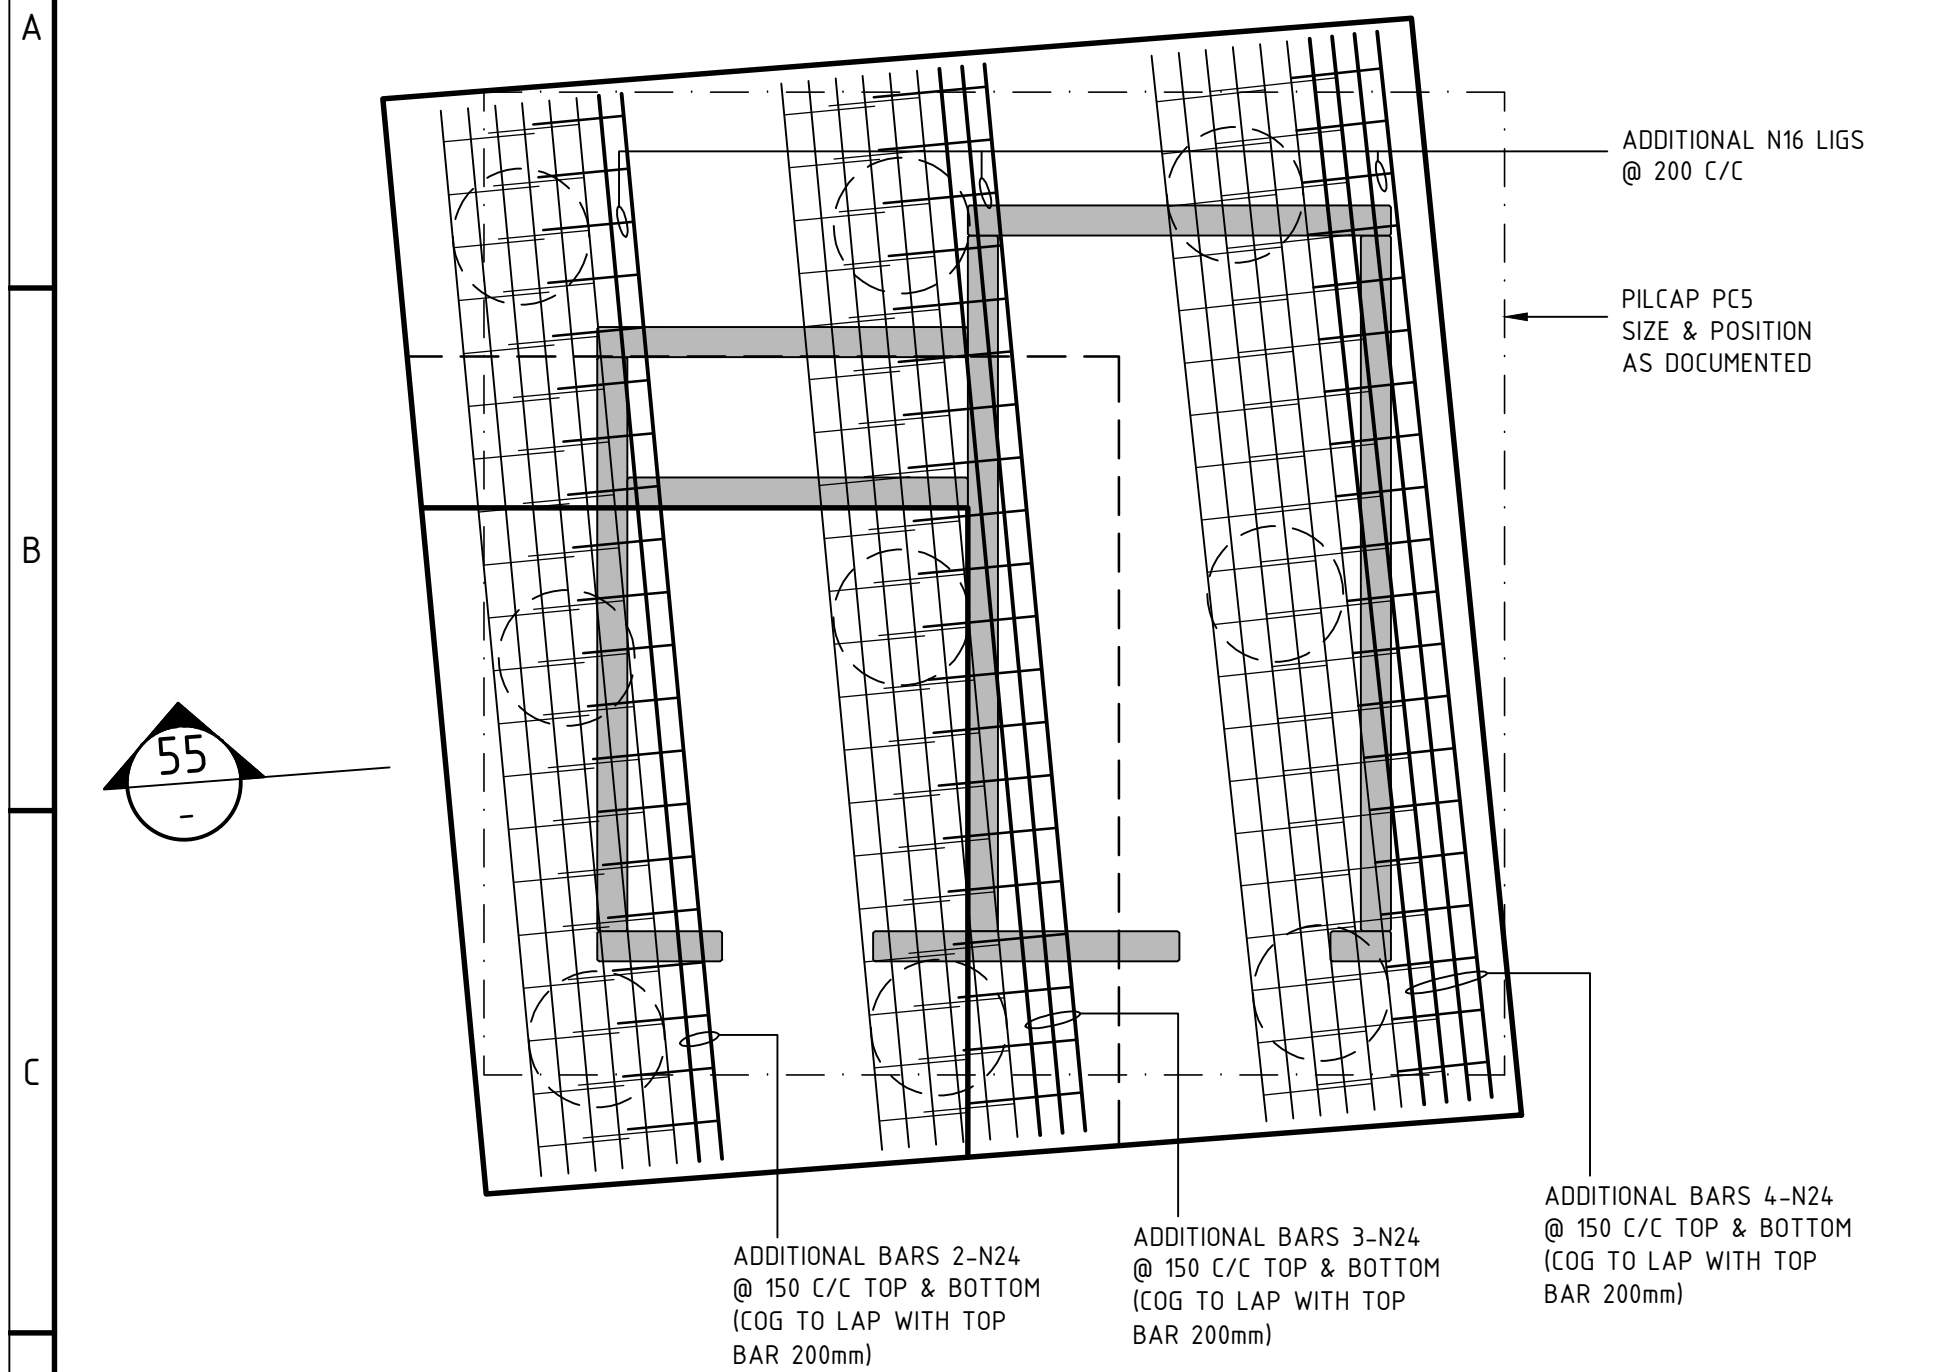 A
ADDITIONAL N16 LIGS
@ 200 C/C
PILCAP PC5
SIZE & POSITION
AS DOCUMENTED
B
55
-
C
ADDITIONAL BARS 2-N24
@ 150 C/C TOP & BOTTOM
(COG TO LAP WITH TOP
BAR 200mm)
ADDITIONAL BARS 3-N24
@ 150 C/C TOP & BOTTOM
(COG TO LAP WITH TOP
BAR 200mm)
ADDITIONAL BARS 4-N24
@ 150 C/C TOP & BOTTOM
(COG TO LAP WITH TOP
BAR 200mm)